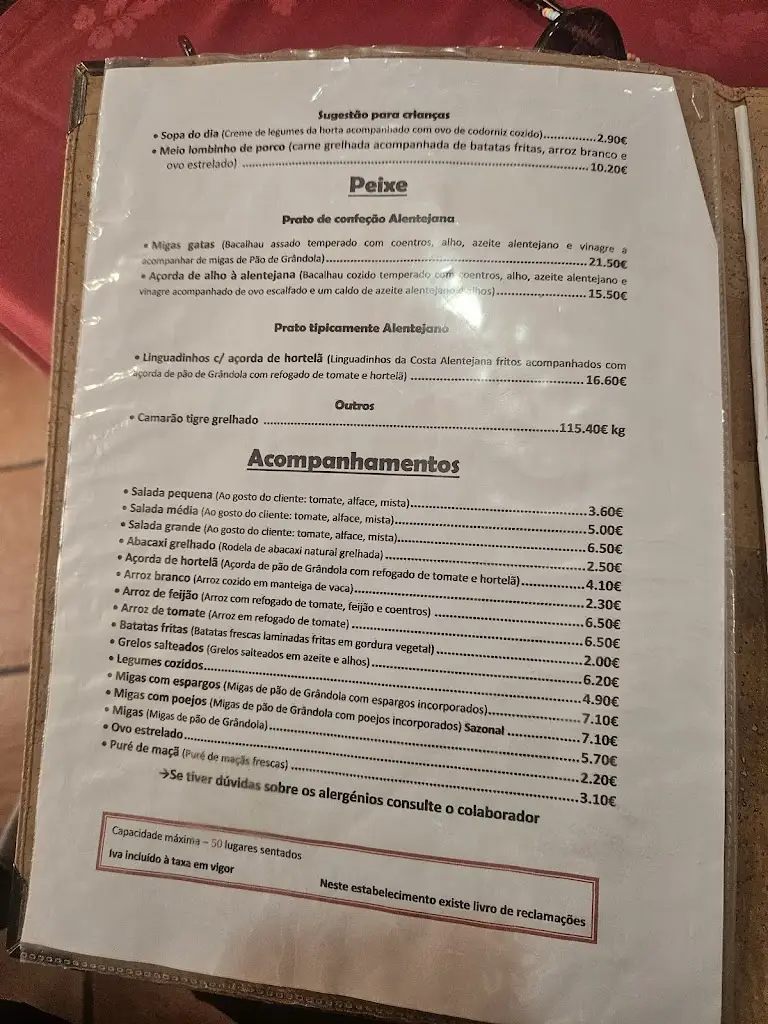 Sugestão para crianças
• Sopa do dia (Creme de legumes da horta acompanhado com ovo de codorniz cozido)..............2.90€
• Meio lombinho de porco (carne grelhada acompanhada de batatas fritas, arroz branco e
ovo estrelado) ....................10.20€
Peixe
Prato de confeção Alentejana
• Migas gatas (Bacalhau assado temperado com coentros, alho, azeite alentejano e vinagre a
acompanhar de migas de Pão de Grândola)....................21.50€
• Açorda de alho à alentejana (Bacalhau cozido temperado com coentros, alho, azeite alentejano e
vinagre acompanhado de ovo escalfado e um caldo de azeite alentejano e alhos)....................15.50€
Prato tipicamente Alentejano
• Linguadinhos c/ açorda de hortelã (Linguadinhos da Costa Alentejana fritos acompanhados com
açorda de pão de Grândola com refogado de tomate e hortelã) ....................16.60€
Outros
• Camarão tigre grelhado ....................115.40€ kg
Acompanhamentos
• Salada pequena (Ao gosto do cliente: tomate, alface, mista)....................3.60€
• Salada média (Ao gosto do cliente: tomate, alface, mista)....................5.00€
• Salada grande (Ao gosto do cliente: tomate, alface, mista)....................6.50€
• Abacaxi grelhado (Rodela de abacaxi natural grelhada) ....................2.50€
• Açorda de hortelã (Açorda de pão de Grândola com refogado de tomate e hortelã)....................4.10€
• Arroz branco (Arroz cozido em manteiga de vaca)....................2.30€
• Arroz de feijão (Arroz com refogado de tomate, feijão e coentros) ....................6.50€
• Arroz de tomate (Arroz em refogado de tomate) ....................6.50€
• Batatas fritas (Batatas frescas laminadas fritas em gordura vegetal)....................2.00€
• Grelos salteados (Grelos salteados em azeite e alhos)....................6.20€
• Legumes cozidos....................4.90€
• Migas com espargos (Migas de pão de Grândola com espargos incorporados)....................7.10€
• Migas com poejos (Migas de pão de Grândola com poejos incorporados) Sazonal ....................7.10€
• Migas (Migas de pão de Grândola)....................5.70€
• Ovo estrelado....................2.20€
• Puré de maçã (Puré de maçãs frescas) ....................3.10€
→Se tiver dúvidas sobre os alergénios consulte o colaborador
Capacidade máxima – 50 lugares sentados
Iva incluído à taxa em vigor
Neste estabelecimento existe livro de reclamações